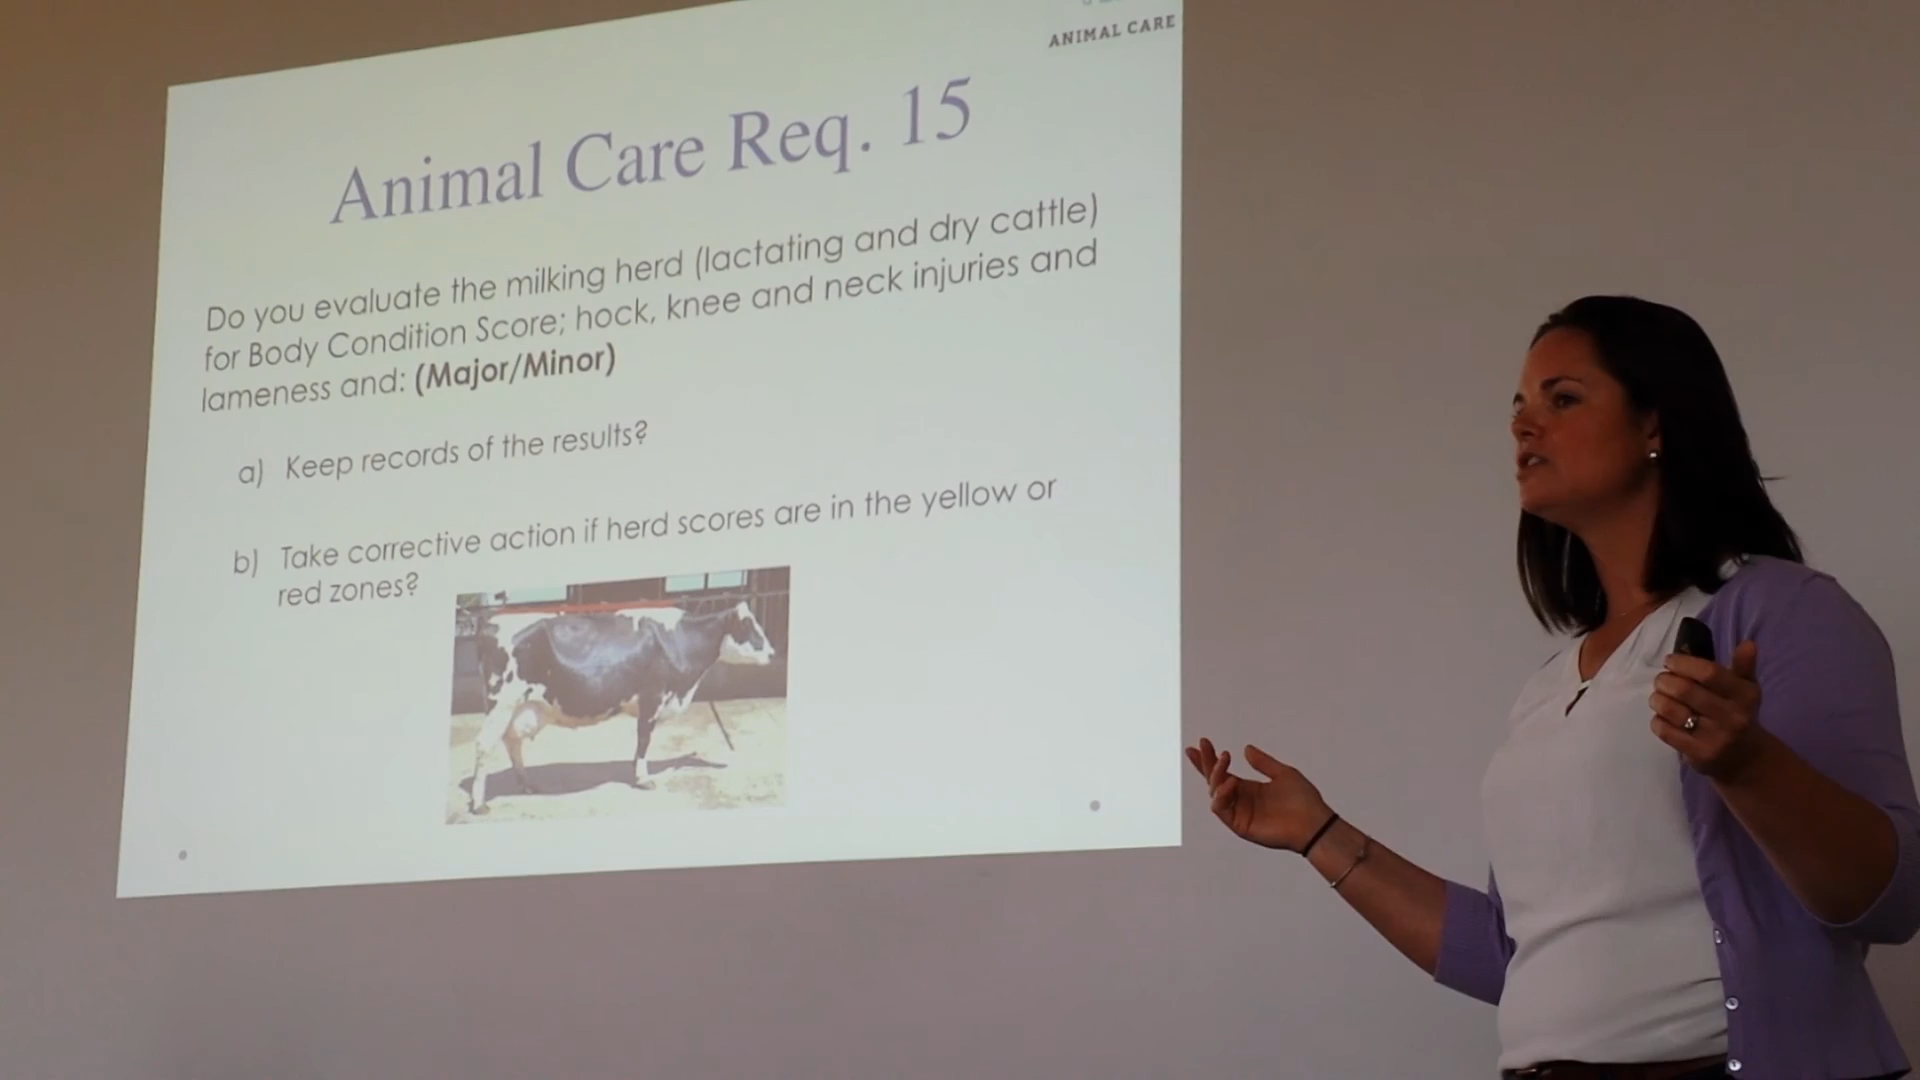 ANIMAL CARE
Animal Care Req. 15
Do you evaluate the milking herd (lactating and dry cattle)
for Body Condition Score; hock, knee and neck injuries and
lameness and: (Major/Minor)
a) Keep records of the results?
b) Take corrective action if herd scores are in the yellow or
red zones?